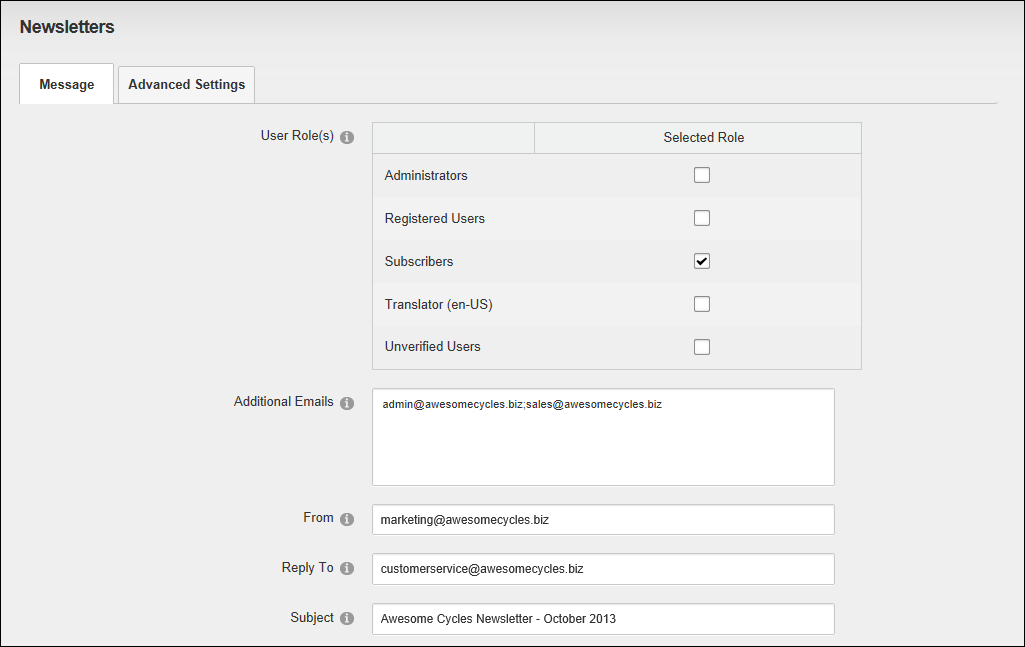 Newsletters
Message Advanced Settings
User Role(s) Selected Role
Administrators
Registered Users
Subscribers
Translator (en-US)
Unverified Users
Additional Emails admin@awesomecycles.biz;sales@awesomecycles.biz
From marketing@awesomecycles.biz
Reply To customerservice@awesomecycles.biz
Subject Awesome Cycles Newsletter - October 2013